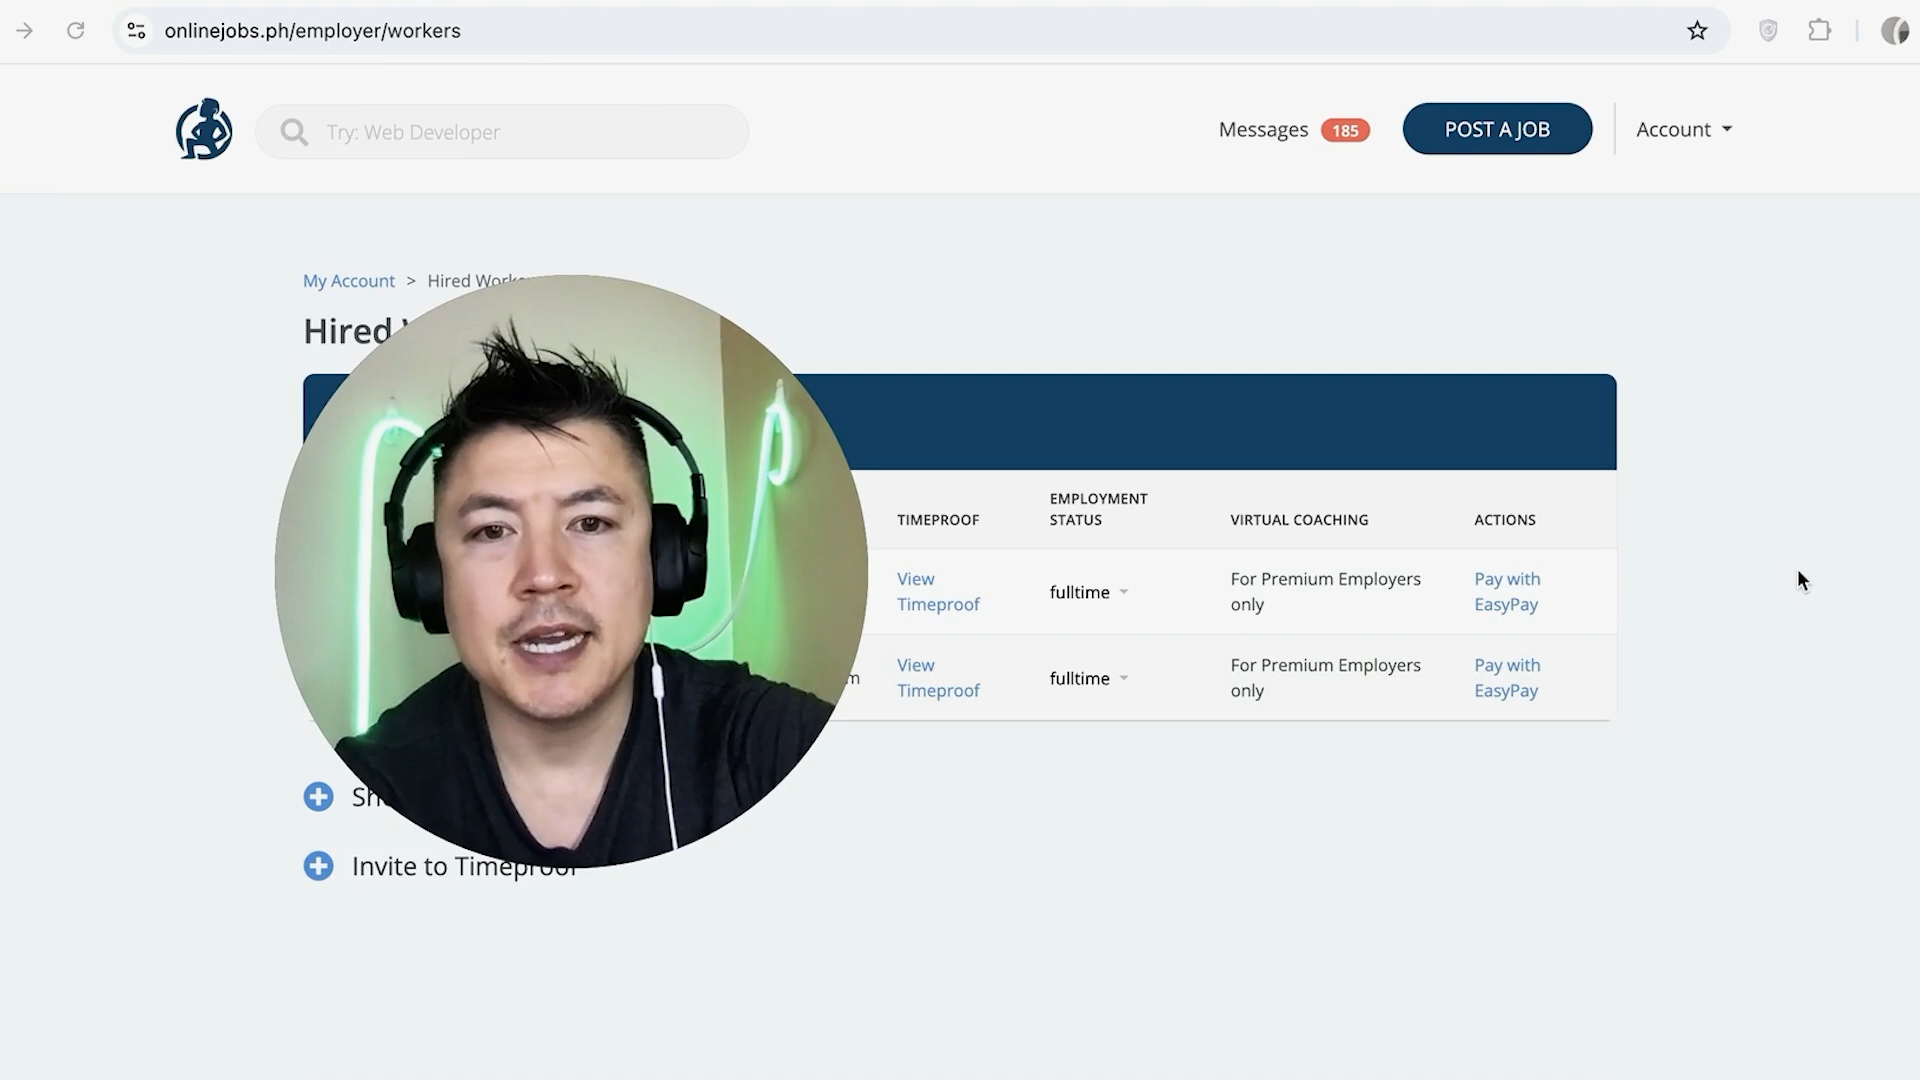 onlinejobs.ph/employer/workers
Try: Web Developer
Messages 185 POST A JOB Account
My Account > Hired
Hired
TIMEPROOF
EMPLOYMENT STATUS
VIRTUAL COACHING
ACTIONS
View Timeproof
fulltime
For Premium Employers only
Pay with EasyPay
View Timeproof
fulltime
For Premium Employers only
Pay with EasyPay
Invite to Timeproof